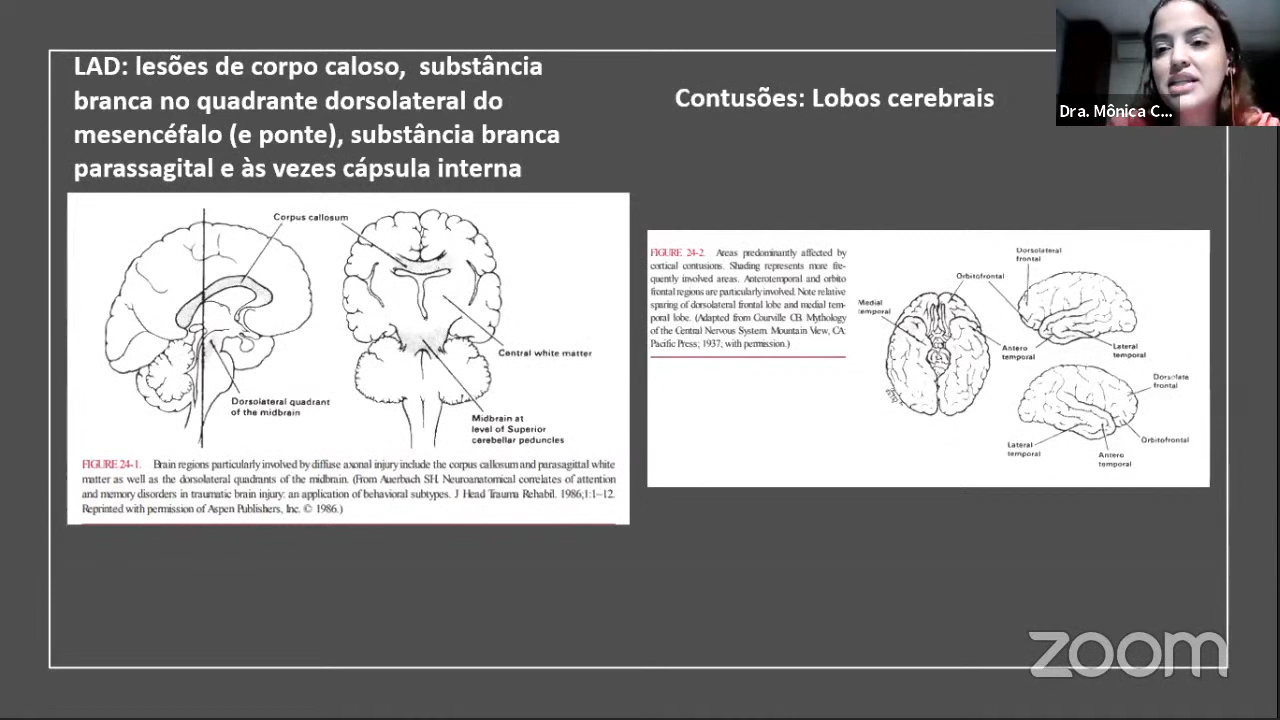 LAD: lesões de corpo caloso, substância
branca no quadrante dorsolateral do
mesencéfalo (e ponte), substância branca
parassagital e às vezes cápsula interna
Corpus callosum
Central white matter
Dorsolateral quadrant
of the midbrain
Midbrain at
level of Superior
cerebellar peduncles
FIGURE 24-1. Brain regions particularly involved by diffuse axonal injury include the corpus callosum and parasagittal white
matter as well as the dorsolateral quadrants of the midbrain. (From Auerbach SH. Neuroanatomical correlates of attention
and memory disorders in traumatic brain injury: an application of behavioral subtypes. J Head Trauma Rehabil. 1986;1:1–12.
Reprinted with permission of Aspen Publishers, Inc. © 1986.)
Contusões: Lobos cerebrais
FIGURE 24-2. Areas predominantly affected by
cortical contusions. Shading represents more fre-
quently involved areas. Anterotemporal and orbito
frontal regions are particularly involved. Note relative
sparing of dorsolateral frontal lobe and medial tem-
poral lobe. (Adapted from Courville CB. Mythology
of the Central Nervous System. Mountain View, CA:
Pacific Press; 1937; with permission.)
Dorsolateral
frontal
Orbitofrontal
Medial
temporal
Antero
temporal
Lateral
temporal
Dorsolate
frontal
Orbitofrontal
Lateral
temporal
Antero
temporal
Dra. Mônica C...
zoom